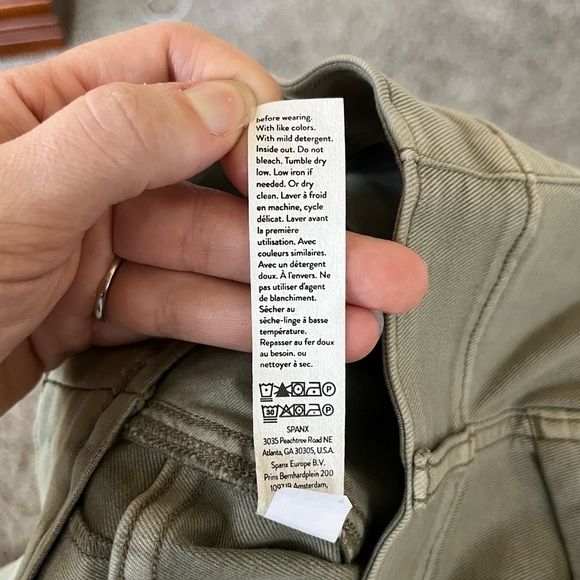 before wearing.
With like colors.
With mild detergent.
Inside out. Do not
bleach. Tumble dry
low. Low iron if
needed. Or dry
clean. Laver à froid
en machine, cycle
délicat. Laver avant
la première
utilisation. Avec
couleurs similaires.
Avec un détergent
doux. À l'envers. Ne
pas utiliser d'agent
de blanchiment.
Sécher au
sèche-linge à basse
température.
Repasser au fer doux
au besoin. ou
nettoyer à sec.
P
30 P
SPANX
3035 Peachtree Road NE
Atlanta, GA 30305, U.S.A.
Spanx Europe B.V.
Prins Bernhardplein 200
1097JB Amsterdam,